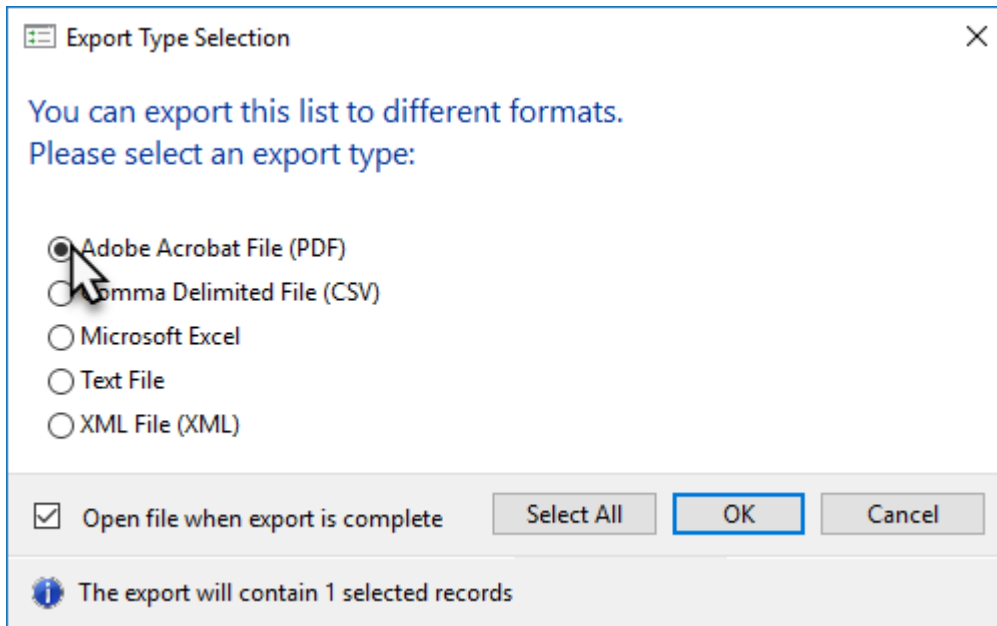 Export Type Selection
You can export this list to different formats.
Please select an export type:
Adobe Acrobat File (PDF)
Comma Delimited File (CSV)
Microsoft Excel
Text File
XML File (XML)
Open file when export is complete
Select All
OK
Cancel
The export will contain 1 selected records